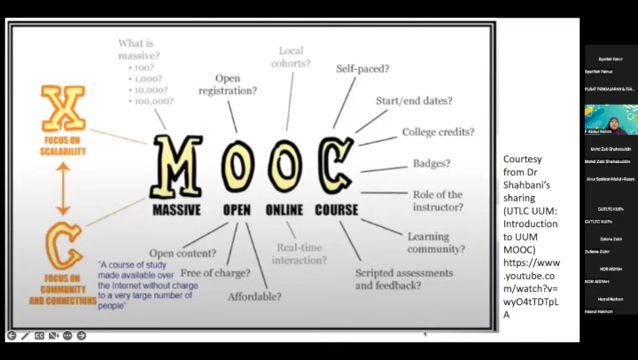 What is
massive?
• 100?
• 1,000?
• 10,000?
• 100,000?
Open
registration?
Local
cohorts?
Self-paced?
Start/end dates?
College credits?
Badges?
Role of the
instructor?
Learning
community?
Scripted assessments
and feedback?
X
FOCUS ON
SCALABILITY
C
FOCUS ON
COMMUNITY
AND CONNECTIONS
MOOC
MASSIVE OPEN ONLINE COURSE
Open content?
Free of charge?
Affordable?
Real-time
interaction?
"A course of study
made available over
the Internet without charge
to a very large number of
people"
Courtesy
from Dr
Shahbani's
sharing
(UTLC UUM:
Introduction
to UUM
MOOC)
https://www
.youtube.co
m/watch?v=
wyO4tTDTpL
A